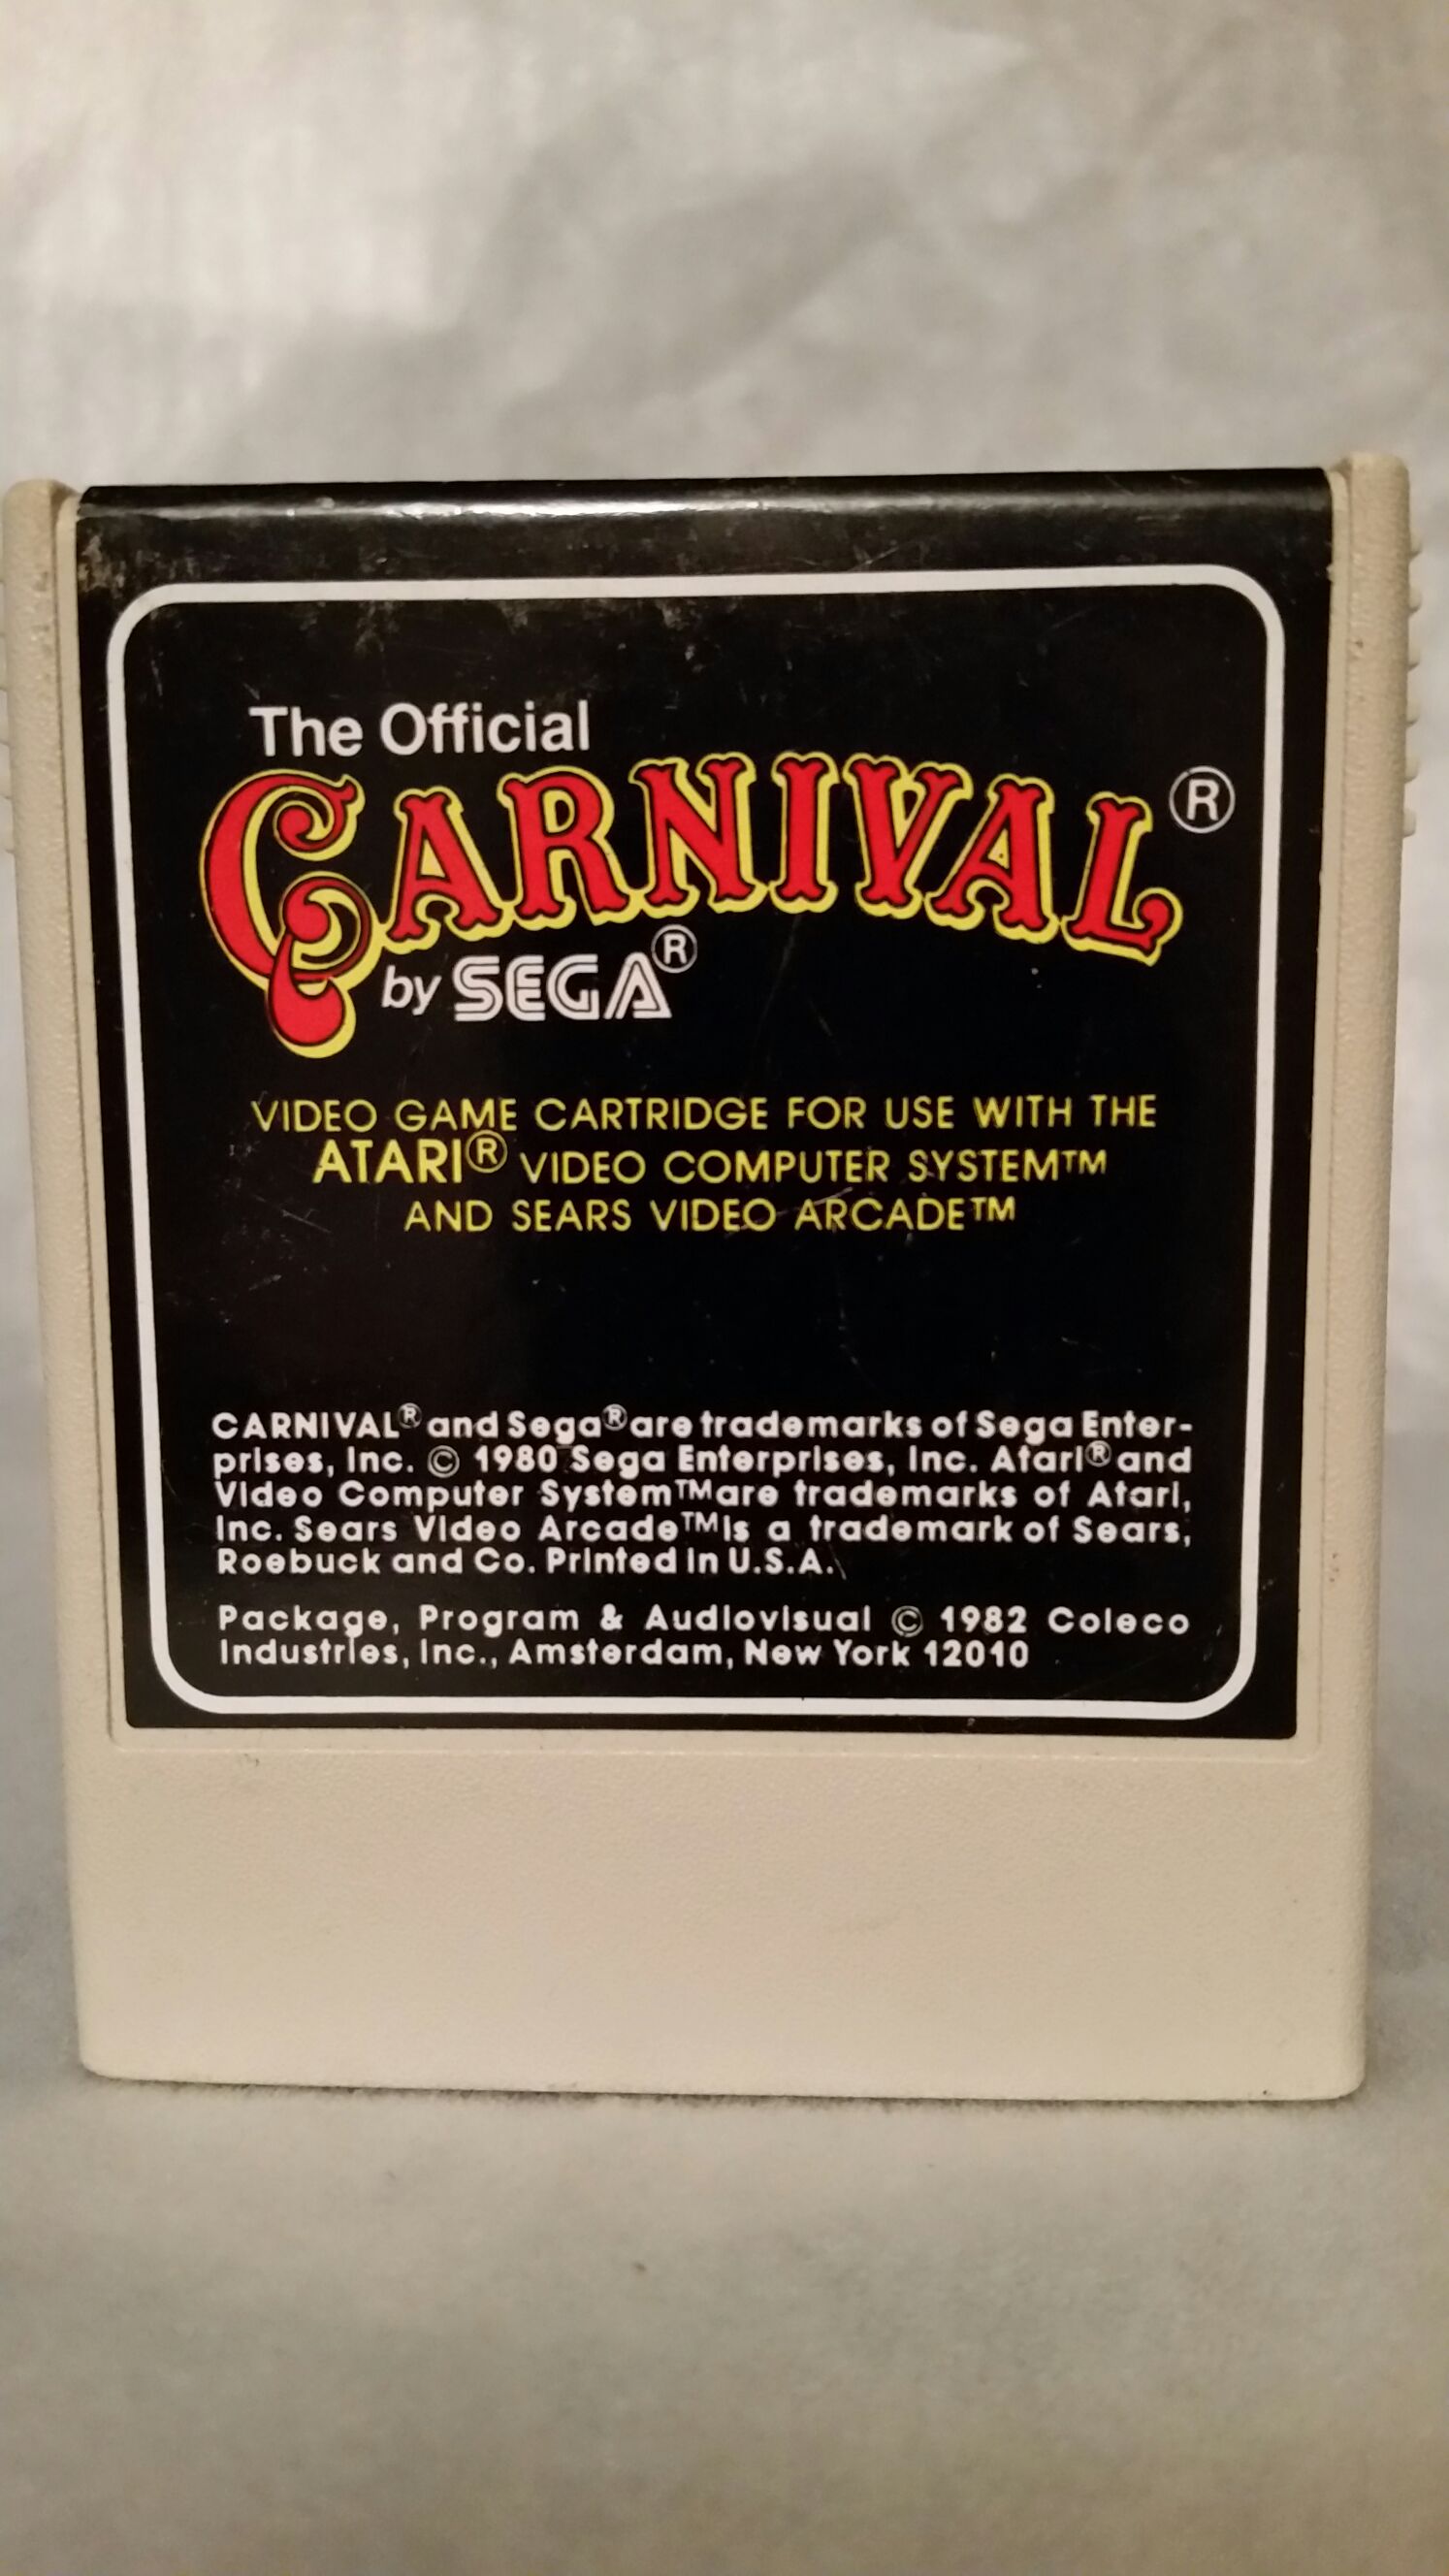 The Official
CARNIVAL®
by SEGA®
VIDEO GAME CARTRIDGE FOR USE WITH THE
ATARI® VIDEO COMPUTER SYSTEM™
AND SEARS VIDEO ARCADE™
CARNIVAL® and Sega® are trademarks of Sega Enter-
prises, Inc. © 1980 Sega Enterprises, Inc. Atari® and
Video Computer System™ are trademarks of Atari,
Inc. Sears Video Arcade™ is a trademark of Sears,
Roebuck and Co. Printed in U.S.A.
Package, Program & Audiovisual © 1982 Coleco
Industries, Inc., Amsterdam, New York 12010